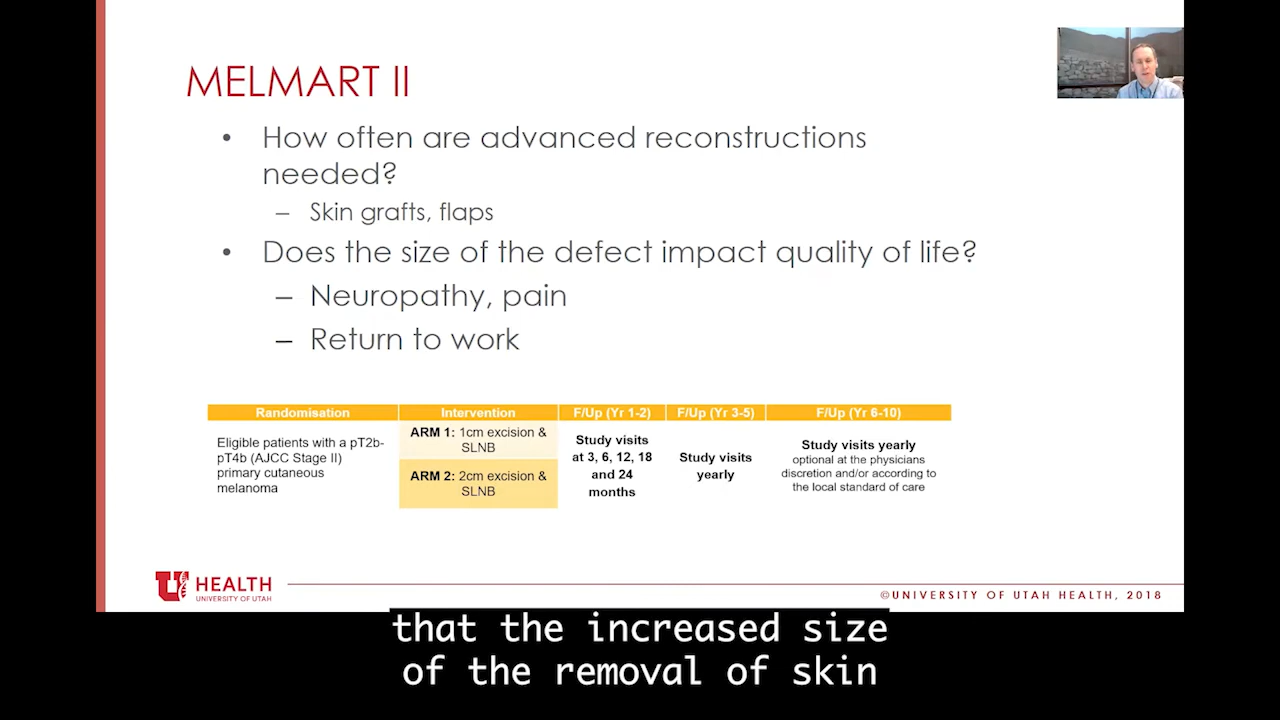 MELMART II
• How often are advanced reconstructions
needed?
– Skin grafts, flaps
• Does the size of the defect impact quality of life?
– Neuropathy, pain
– Return to work
Randomisation Intervention F/Up (Yr 1-2) F/Up (Yr 3-5) F/Up (Yr 6-10)
Eligible patients with a pT2b-
pT4b (AJCC Stage II)
primary cutaneous
melanoma
ARM 1: 1cm excision &
SLNB
ARM 2: 2cm excision &
SLNB
Study visits
at 3, 6, 12, 18
and 24
months
Study visits
yearly
Study visits yearly
optional at the physicians
discretion and/or according to
the local standard of care
U HEALTH
UNIVERSITY OF UTAH
©UNIVERSITY OF UTAH HEALTH, 2018
that the increased size
of the removal of skin